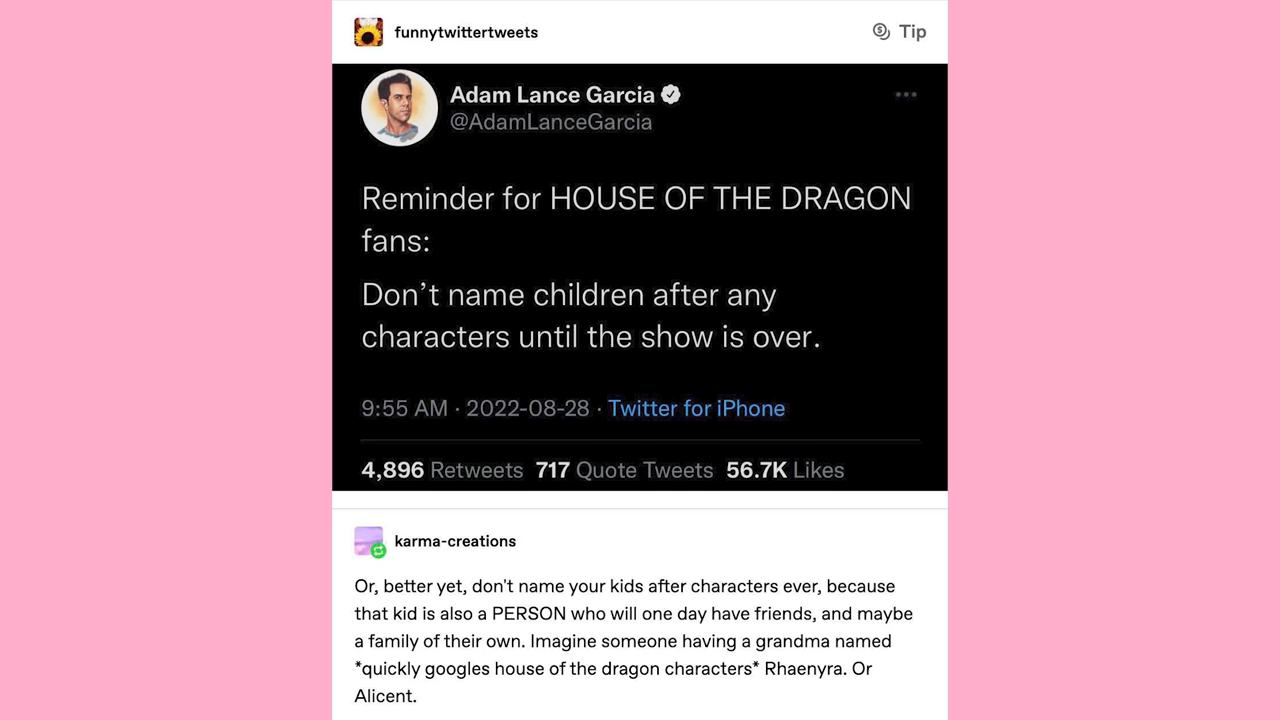 funnytwittertweets
Tip
Adam Lance Garcia
@AdamLanceGarcia
Reminder for HOUSE OF THE DRAGON
fans:
Don’t name children after any
characters until the show is over.
9:55 AM · 2022-08-28 · Twitter for iPhone
4,896 Retweets 717 Quote Tweets 56.7K Likes
karma-creations
Or, better yet, don't name your kids after characters ever, because
that kid is also a PERSON who will one day have friends, and maybe
a family of their own. Imagine someone having a grandma named
*quickly googles house of the dragon characters* Rhaenyra. Or
Alicent.